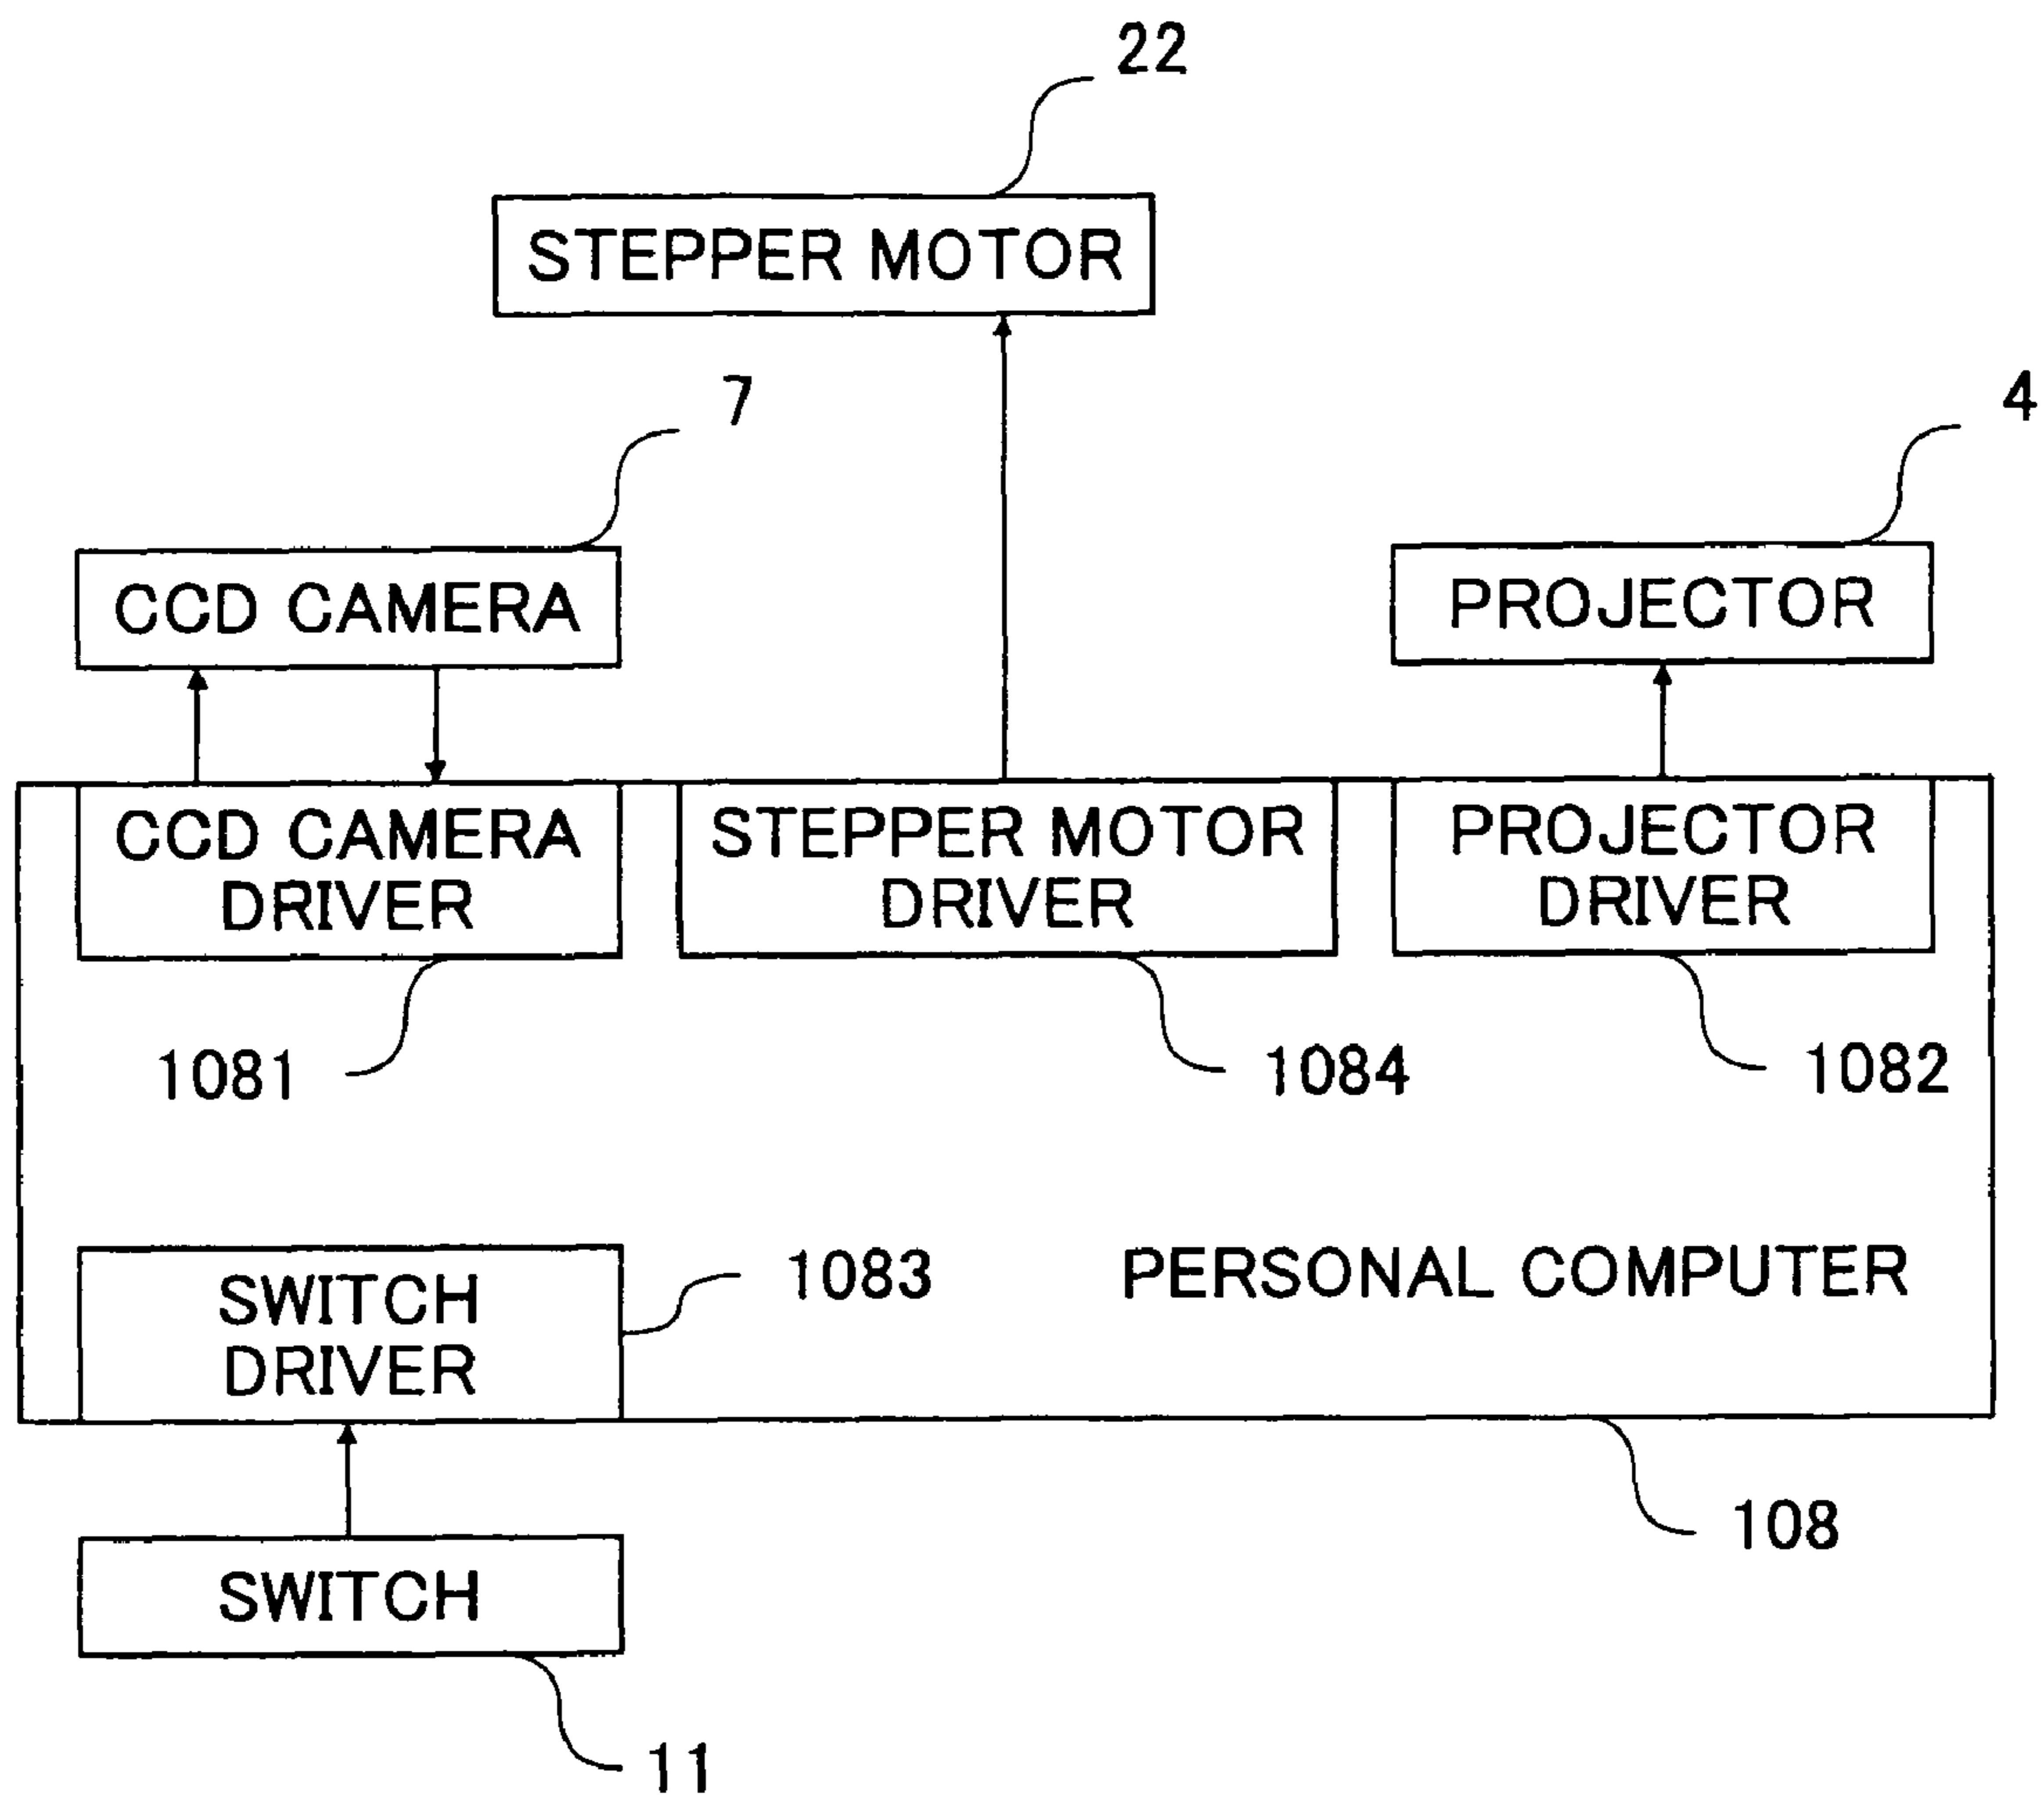 22
STEPPER MOTOR
7
4
CCD CAMERA
PROJECTOR
CCD CAMERA
DRIVER
STEPPER MOTOR
DRIVER
PROJECTOR
DRIVER
1081
1084
1082
SWITCH
DRIVER
1083
PERSONAL COMPUTER
108
SWITCH
11